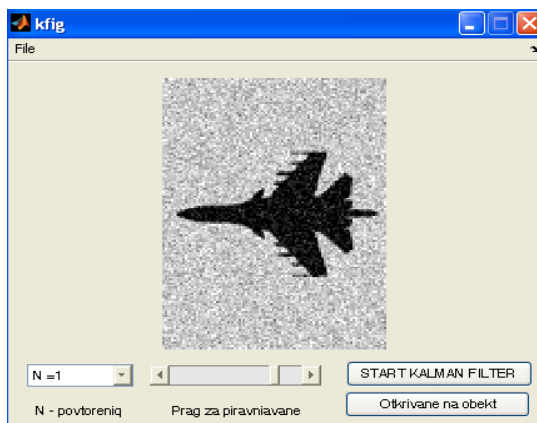 kfig
File
N =1
START KALMAN FILTER
N - povtoreniq
Prag za piravniavane
Otkrivane na obekt